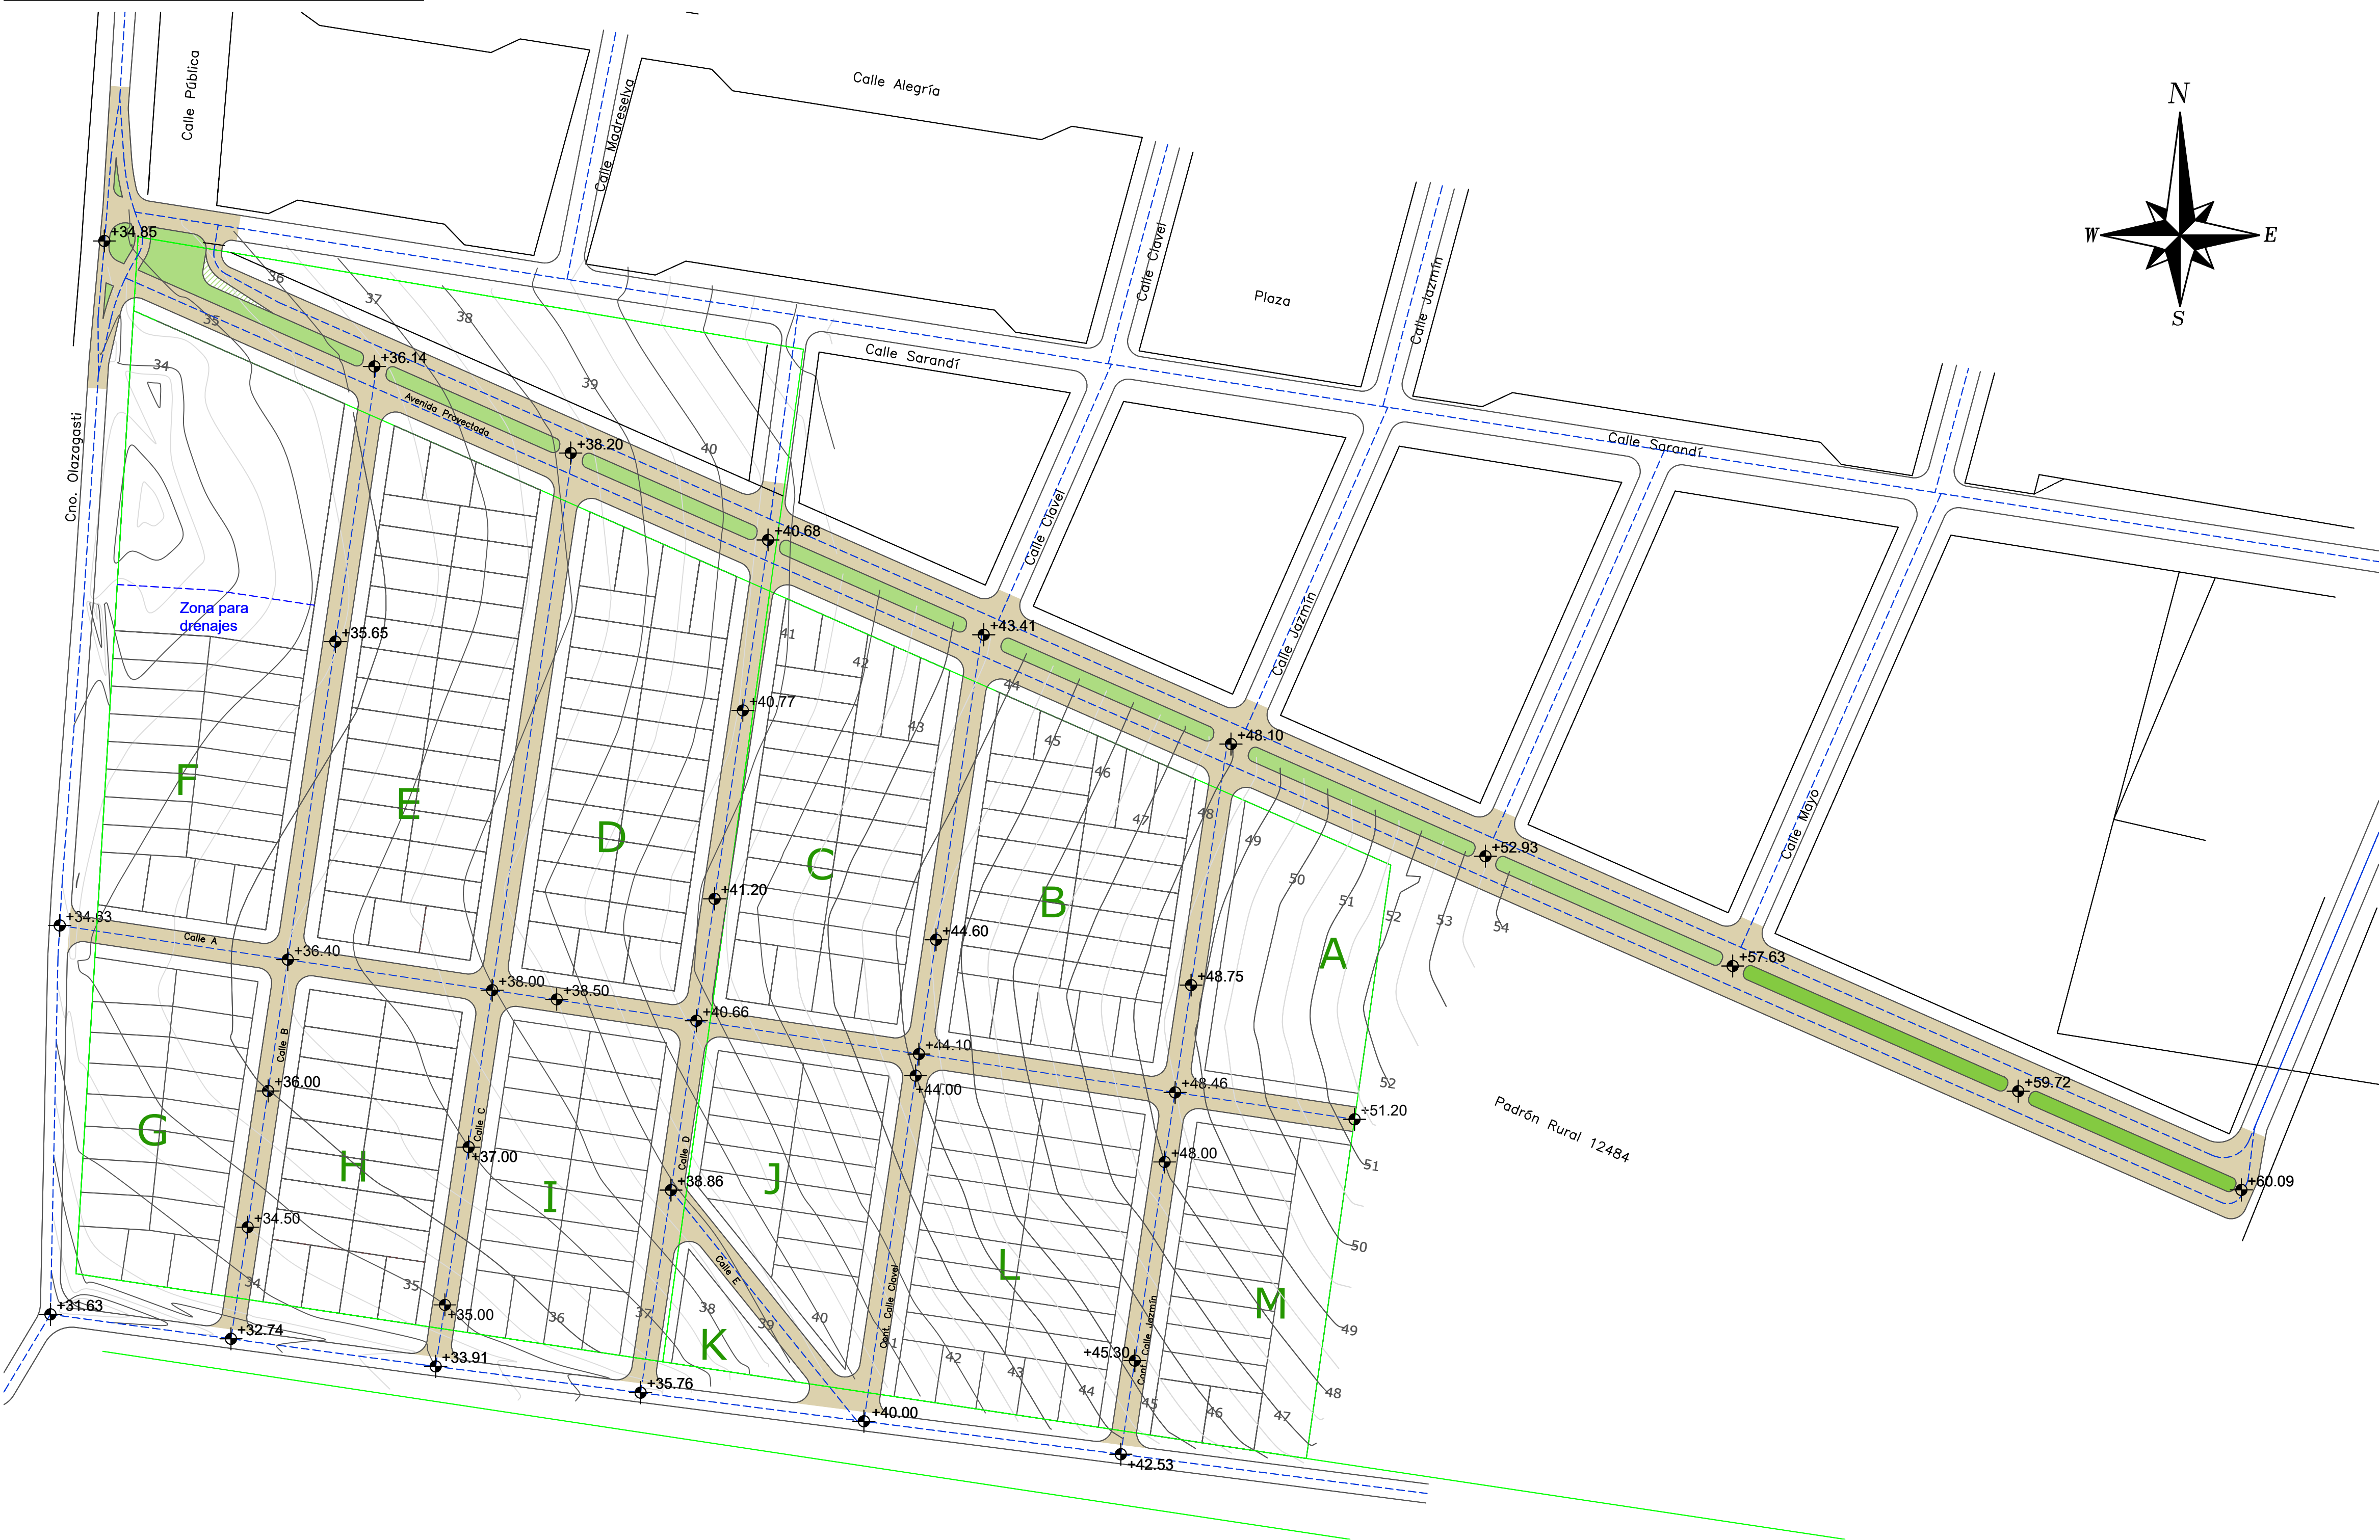 Calle Pública
Calle Madreselva
Calle Alegría
Calle Clavel
Plaza
Calle Jazmín
N
W
E
S
+34.85
36
37
38
35
34
+36.14
39
Calle Sarandí
Avenida Proyectada
+38.20
40
Calle Sarandí
Cno. Olazagasti
+40.68
Calle Clavel
Zona para
drenajes
+35.65
41
+43.41
42
Calle Jazmín
44
+40.77
43
45
+48.10
46
47
48
49
+52.93
Calle Mayo
F
E
D
C
B
A
50
51
52
53
54
+41.20
+34.63
Calle A
+36.40
+44.60
+57.63
+38.00
+38.50
+48.75
+40.66
+44.10
+44.00
+48.46
52
+51.20
+59.72
Calle B
+36.00
Calle C
+37.00
Calle D
G
H
I
J
+38.86
+48.00
51
Padrón Rural 12484
+60.09
+34.50
50
Calle E
L
M
34
35
+35.00
36
37
38
39
40
Cont. Calle Clavel
41
42
43
44
45
46
47
48
49
+31.63
+32.74
+33.91
K
+45.30
Cont. Calle Jazmín
+35.76
+40.00
+42.53